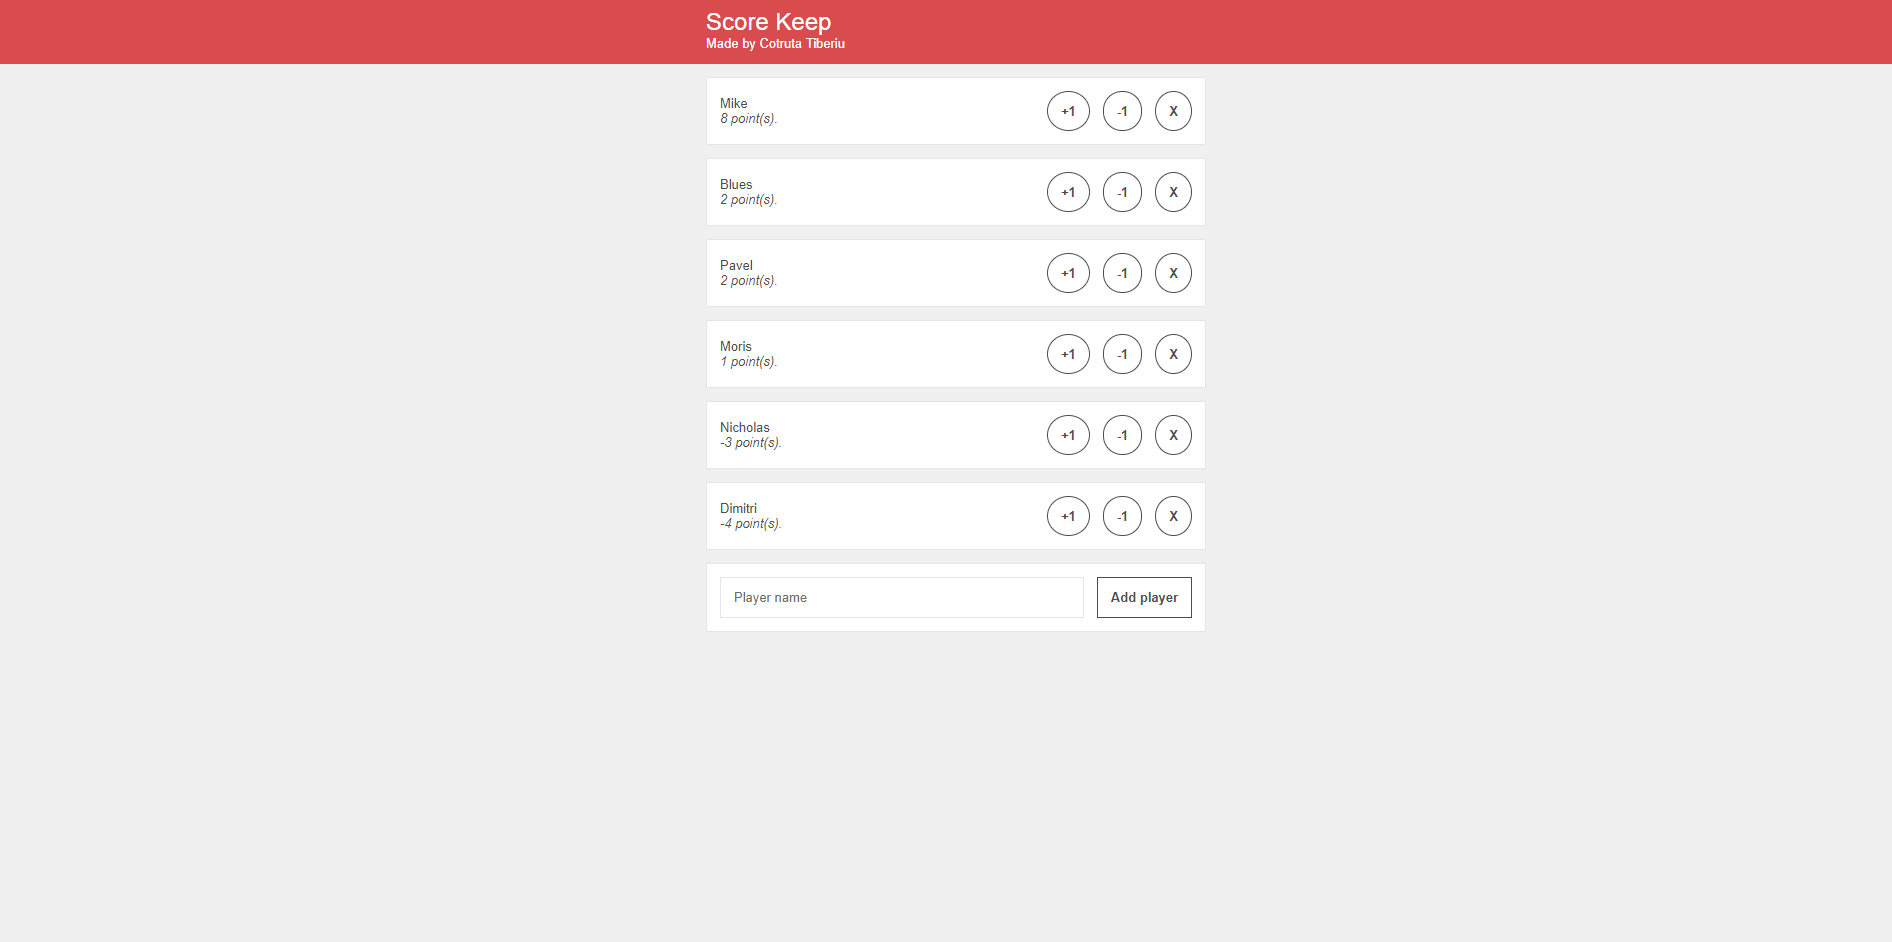 Score Keep
Made by Cotruta Tiberiu
Mike
8 point(s).
+1 -1 X
Blues
2 point(s).
+1 -1 X
Pavel
2 point(s).
+1 -1 X
Moris
1 point(s).
+1 -1 X
Nicholas
-3 point(s).
+1 -1 X
Dimitri
-4 point(s).
+1 -1 X
Player name Add player